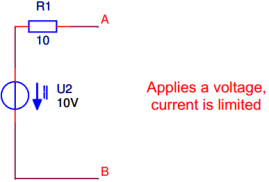 R1
A
10
U2
10V
Applies a voltage,
current is limited
B